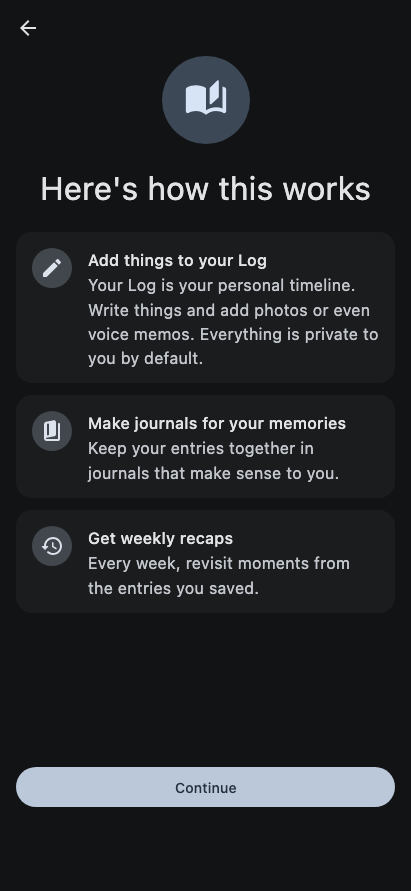 Here's how this works
Add things to your Log
Your Log is your personal timeline.
Write things and add photos or even
voice memos. Everything is private to
you by default.
Make journals for your memories
Keep your entries together in
journals that make sense to you.
Get weekly recaps
Every week, revisit moments from
the entries you saved.
Continue